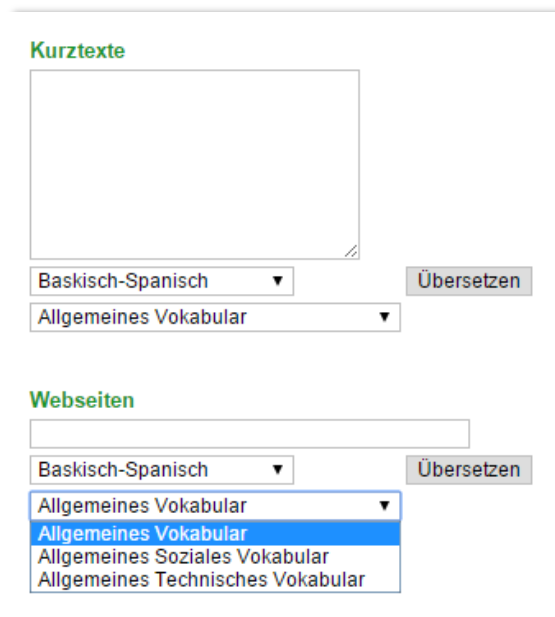 Kurztexte
Baskisch-Spanisch
Übersetzen
Allgemeines Vokabular
Webseiten
Baskisch-Spanisch
Übersetzen
Allgemeines Vokabular
Allgemeines Vokabular
Allgemeines Soziales Vokabular
Allgemeines Technisches Vokabular